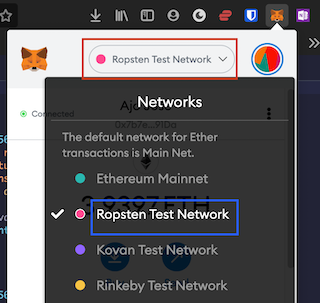 Ropsten Test Network
Connected
Networks
The default network for Ether
transactions is Main Net.
Ethereum Mainnet
Ropsten Test Network
Kovan Test Network
Rinkeby Test Network